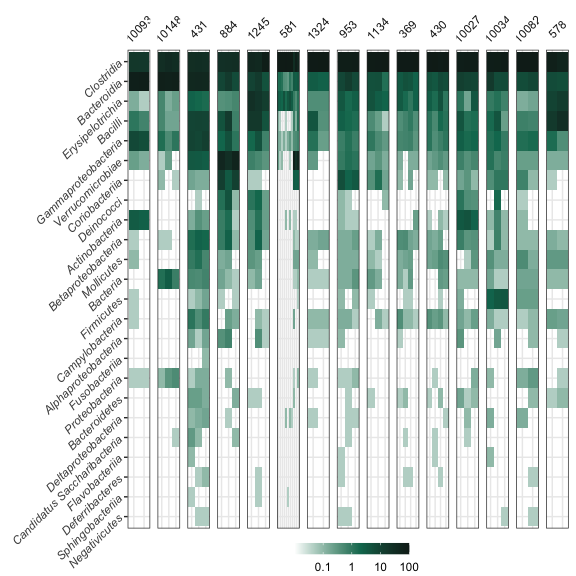 10093 10148 431 884 1245 581 1324 953 1134 369 430 10027 10034 10082 578
Clostridia
Bacteroidia
Erysipelotrichia
Bacilli
Gammaproteobacteria
Verrucomicrobiae
Coriobacteriia
Deinococci
Actinobacteria
Betaproteobacteria
Mollicutes
Bacteria
Firmicutes
Campylobacteria
Alphaproteobacteria
Fusobacteriia
Proteobacteria
Bacteroidetes
Deltaproteobacteria
Candidatus Saccharibacteria
Flavobacteriia
Deferribacteres
Sphingobacteriia
Negativicutes
0.1 1 10 100